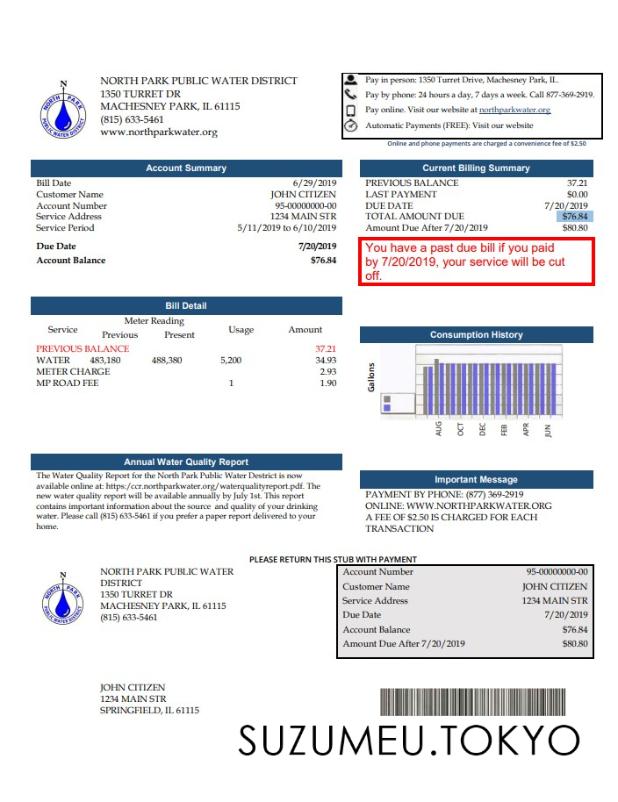 NORTH PARK PUBLIC WATER DISTRICT
1350 TURRET DR
MACHESNEY PARK, IL 61115
(815) 633-5461
www.northparkwater.org
N
NORTH PARK
PUBLIC WATER DISTRICT
Pay in person: 1350 Turret Drive, Machesney Park, IL.
Pay by phone: 24 hours a day, 7 days a week. Call 877-369-2919.
Pay online. Visit our website at northparkwater.org
Automatic Payments (FREE): Visit our website
Online and phone payments are charged a convenience fee of $2.50
Account Summary
Bill Date 6/29/2019
Customer Name JOHN CITIZEN
Account Number 95-00000000-00
Service Address 1234 MAIN STR
Service Period 5/11/2019 to 6/10/2019
Due Date 7/20/2019
Account Balance $76.84
Current Billing Summary
PREVIOUS BALANCE 37.21
LAST PAYMENT $0.00
DUE DATE 7/20/2019
TOTAL AMOUNT DUE $76.84
Amount Due After 7/20/2019 $80.80
You have a past due bill if you paid
by 7/20/2019, your service will be cut
off.
Bill Detail
Meter Reading
Service Previous Present Usage Amount
PREVIOUS BALANCE 37.21
WATER 483,180 488,380 5,200 34.93
METER CHARGE 2.93
MP ROAD FEE 1 1.90
Consumption History
Gallons
AUG OCT DEC FEB APR JUN
Annual Water Quality Report
The Water Quality Report for the North Park Public Water Destrict is now
available online at: https:/ccr.northparkwater.org/waterqualityreport.pdf. The
new water quality report will be available annually by July 1st. This report
contains important information about the source and quality of your drinking
water. Please call (815) 633-5461 if you prefer a paper report delivered to your
home.
Important Message
PAYMENT BY PHONE: (877) 369-2919
ONLINE: WWW.NORTHPARKWATER.ORG
A FEE OF $2.50 IS CHARGED FOR EACH
TRANSACTION
PLEASE RETURN THIS STUB WITH PAYMENT
N
NORTH PARK
PUBLIC WATER DISTRICT
NORTH PARK PUBLIC WATER
DISTRICT
1350 TURRET DR
MACHESNEY PARK, IL 61115
(815) 633-5461
Account Number 95-00000000-00
Customer Name JOHN CITIZEN
Service Address 1234 MAIN STR
Due Date 7/20/2019
Account Balance $76.84
Amount Due After 7/20/2019 $80.80
JOHN CITIZEN
1234 MAIN STR
SPRINGFIELD, IL 61115
SUZUMEU.TOKYO